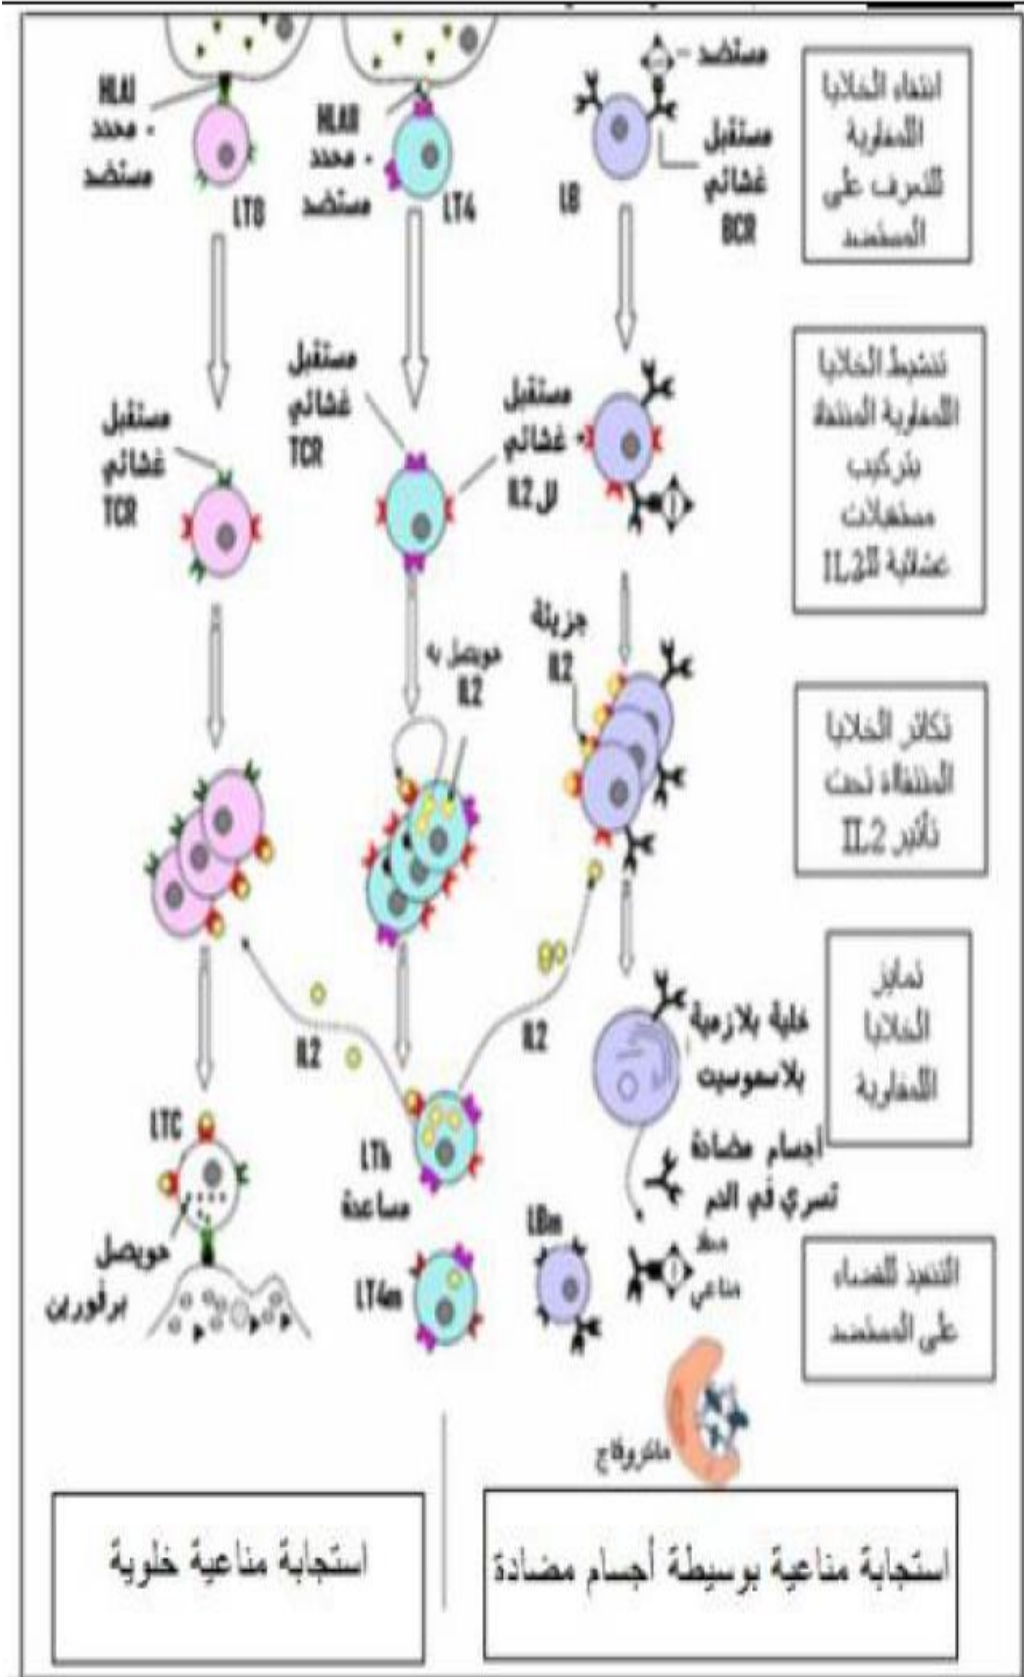 HLAI
- محدد
مستضد
LT8
HLAII
- محدد
مستضد
LT4
مستضد
مستقبل
غشائي
BCR
LB
انتقاء الخلايا
اللمفاوية
للتعرف على
المستضد
مستقبل
غشائي
TCR
مستقبل
غشائي
TCR
مستقبل
غشائي
لل IL2
تنشيط الخلايا
اللمفاوية المنتقاة
بتركيب
مستقبلات
غشائية للIL2
حويصل به
IL2
جزيئة
IL2
تكاثر الخلايا
المنتقاة تحت
تأثير IL2
IL2
IL2
خلية بلازمية
بلاسموسيت
تمايز
الخلايا
اللمفاوية
LTC
حويصل
برفورين
LTh
مساعدة
LT4m
LBm
أجسام مضادة
تسري في الدم
معقد
مناعي
التنفيذ للقضاء
على المستضد
ماكروفاج
استجابة مناعية خلوية
استجابة مناعية بوسيطة أجسام مضادة